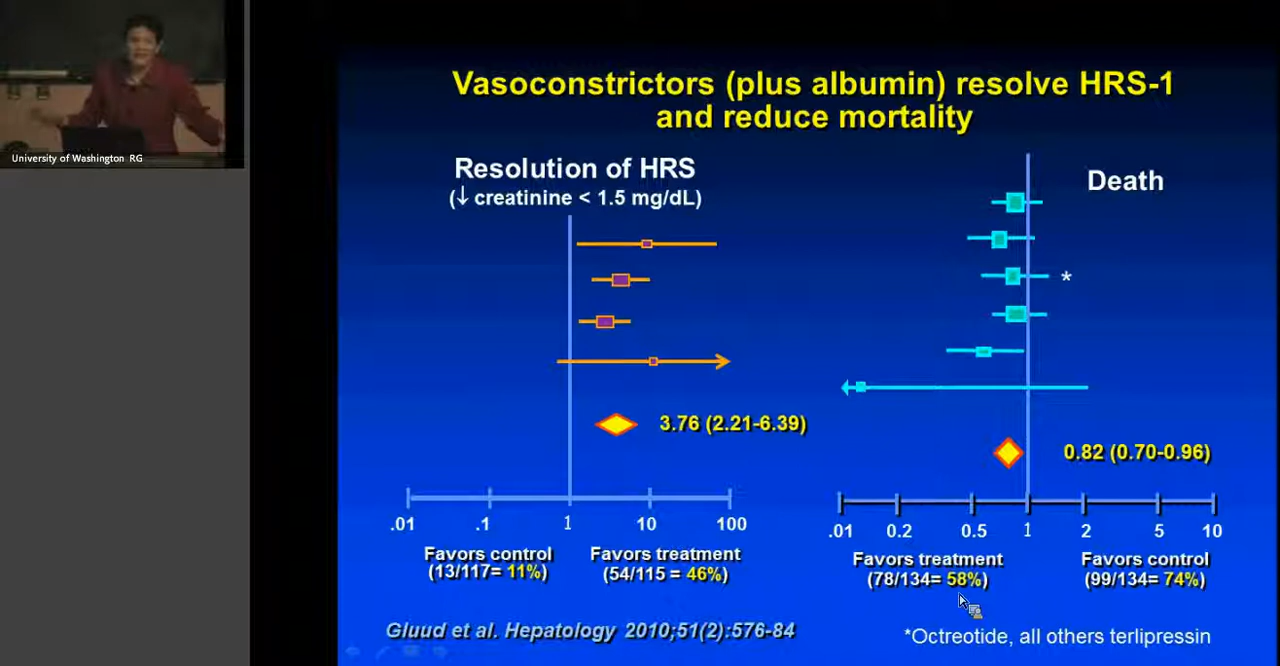 University of Washington RG
Vasoconstrictors (plus albumin) resolve HRS-1
and reduce mortality
Resolution of HRS
(↓ creatinine < 1.5 mg/dL)
3.76 (2.21-6.39)
.01 .1 1 10 100
Favors control
(13/117= 11%)
Favors treatment
(54/115 = 46%)
Death
*
0.82 (0.70-0.96)
.01 0.2 0.5 1 2 5 10
Favors treatment
(78/134= 58%)
Favors control
(99/134= 74%)
Gluud et al. Hepatology 2010;51(2):576-84
*Octreotide, all others terlipressin